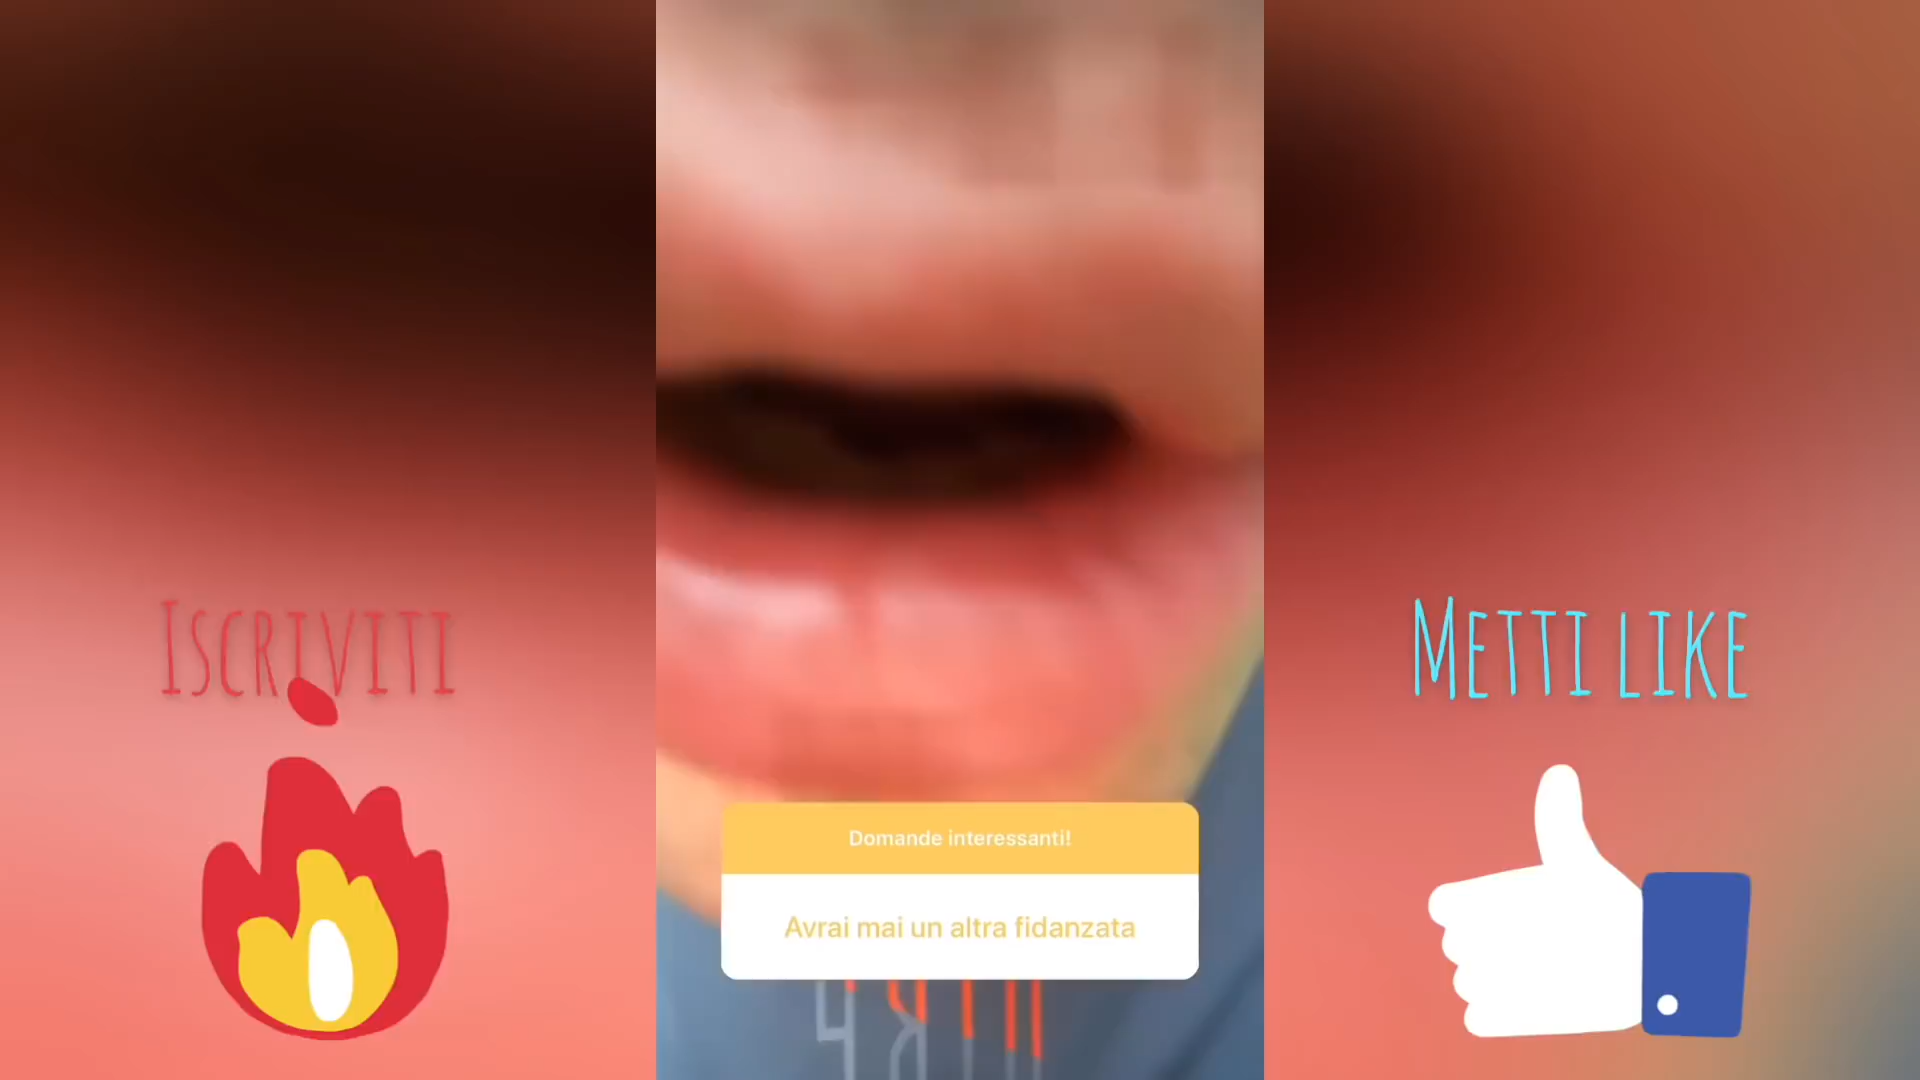 Iscriviti
Metti like
Domande interessanti!
Avrai mai un altra fidanzata